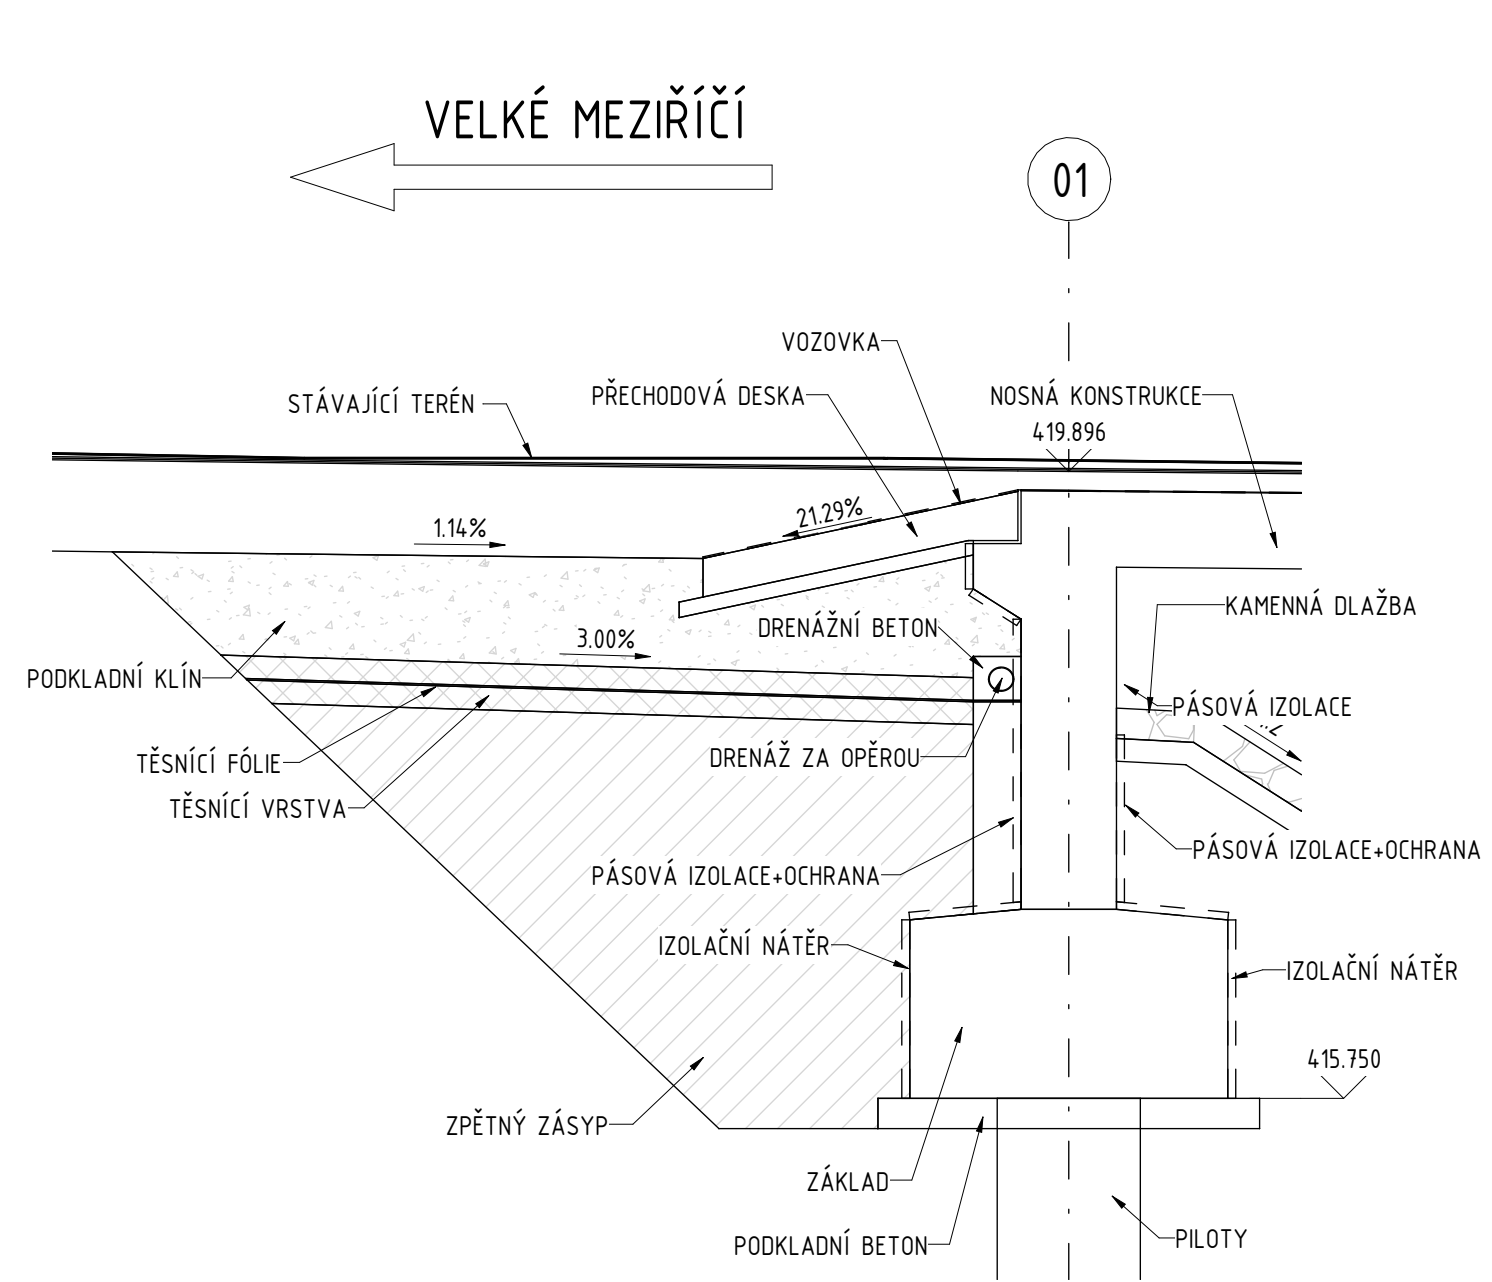 VELKÉ MEZIŘÍČÍ
01
VOZOVKA
STÁVAJÍCÍ TERÉN
PŘECHODOVÁ DESKA
NOSNÁ KONSTRUKCE
419.896
1.14%
21.29%
KAMENNÁ DLAŽBA
DRENÁŽNÍ BETON
3.00%
PODKLADNÍ KLÍN
PÁSOVÁ IZOLACE
TĚSNÍCÍ FÓLIE
DRENÁŽ ZA OPĚROU
TĚSNÍCÍ VRSTVA
PÁSOVÁ IZOLACE+OCHRANA
PÁSOVÁ IZOLACE+OCHRANA
IZOLAČNÍ NÁTĚR
IZOLAČNÍ NÁTĚR
415.750
ZPĚTNÝ ZÁSYP
ZÁKLAD
PODKLADNÍ BETON
PILOTY